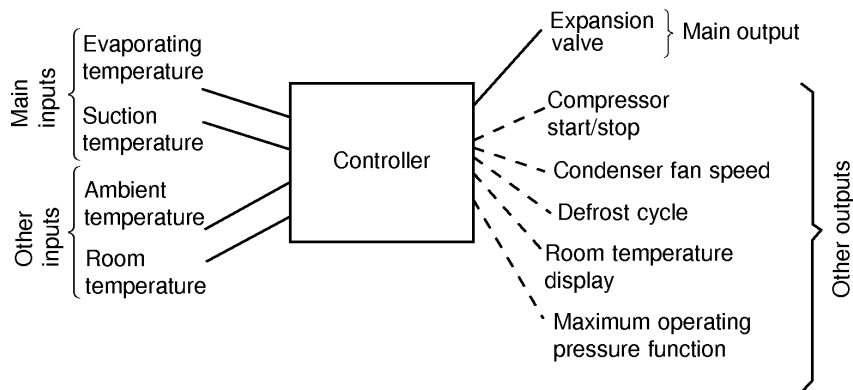 Main
inputs
Evaporating
temperature
Suction
temperature
Other
inputs
Ambient
temperature
Room
temperature
Controller
Expansion
valve
Main output
Compressor
start/stop
Condenser fan speed
Defrost cycle
Room temperature
display
Maximum operating
pressure function
Other outputs